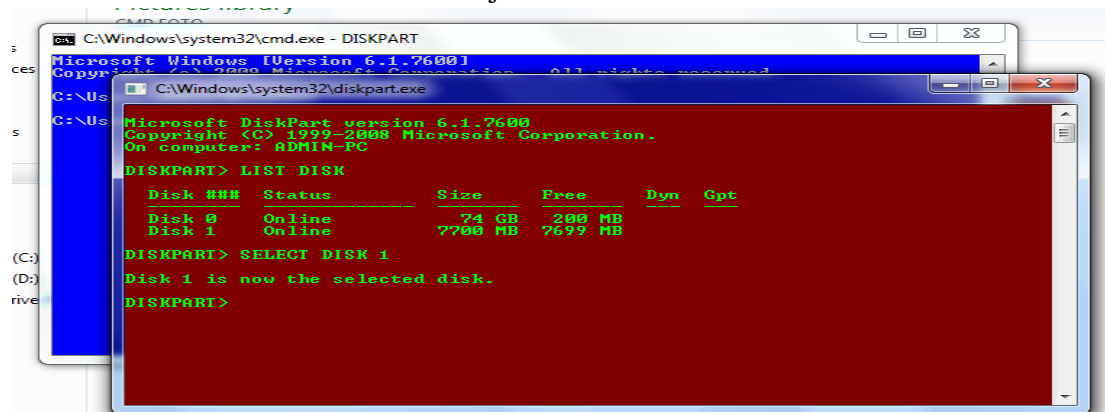 C:\Windows\system32\cmd.exe - DISKPART
Microsoft Windows [Version 6.1.7600]
C:\Us
C:\Us
C:\Windows\system32\diskpart.exe
Microsoft DiskPart version 6.1.7600
Copyright (C) 1999-2008 Microsoft Corporation.
On computer: ADMIN-PC
DISKPART> LIST DISK
Disk ### Status Size Free Dyn Gpt
Disk 0 Online 74 GB 200 MB
Disk 1 Online 7700 MB 7699 MB
DISKPART> SELECT DISK 1
Disk 1 is now the selected disk.
DISKPART>
(C:)
(D:)
rive